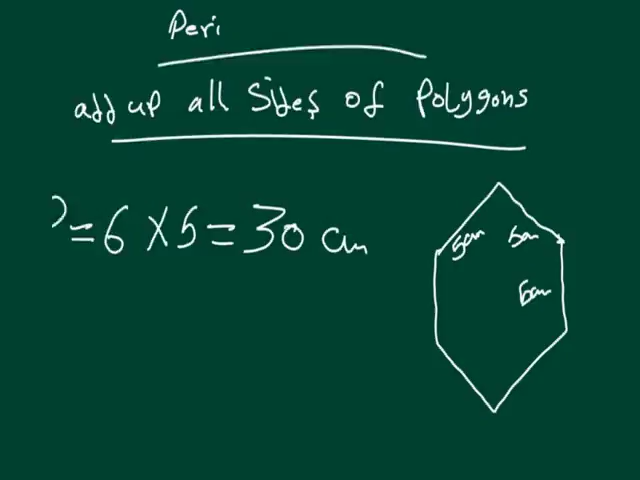 Peri
add up all Sides of Polygons
= 6 X 5 = 30 cm
5cm 5cm
5cm